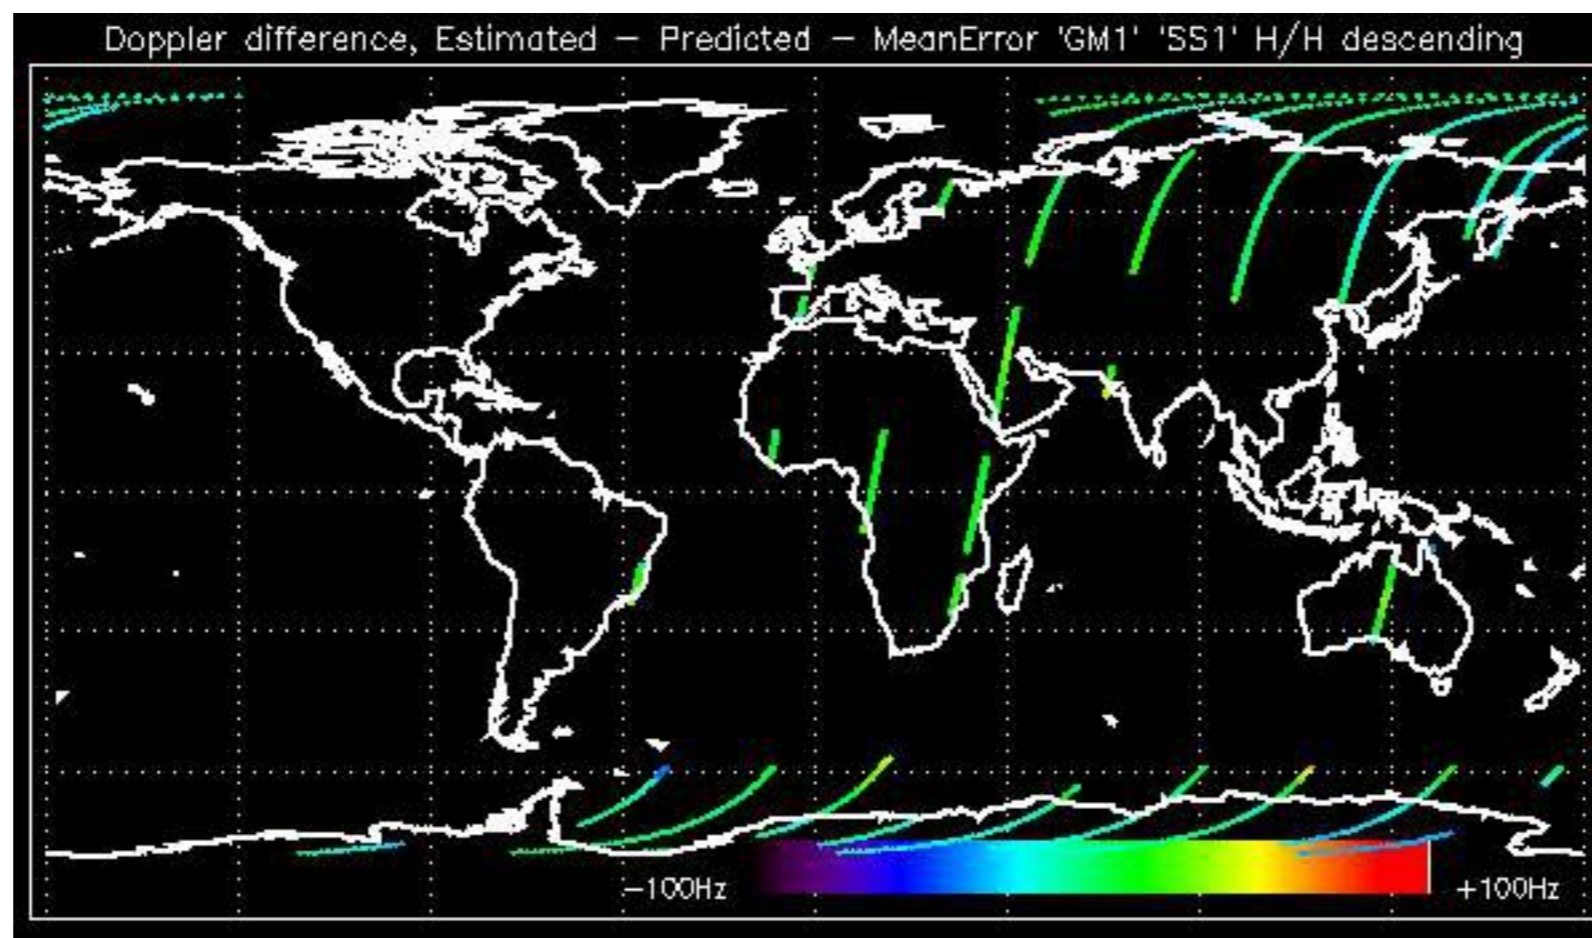 Doppler difference, Estimated – Predicted – MeanError 'GM1' 'SS1' H/H descending
–100Hz
+100Hz